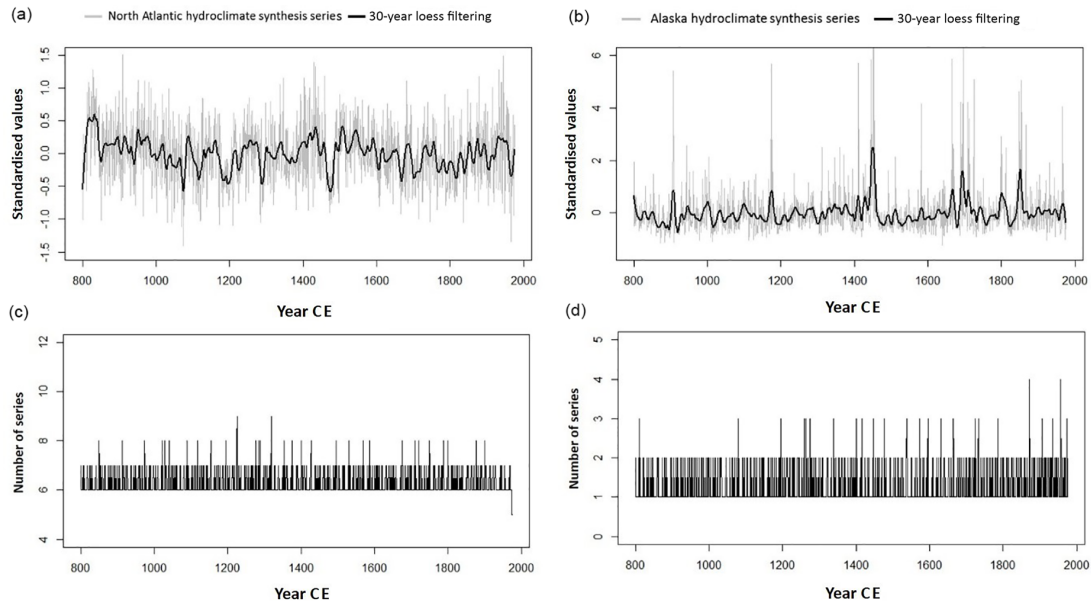 (a)
North Atlantic hydroclimate synthesis series 30-year loess filtering
Standardised values
1.5
1.0
0.5
0.0
-0.5
-1.0
-1.5
800 1000 1200 1400 1600 1800 2000
Year CE
(b)
Alaska hydroclimate synthesis series 30-year loess filtering
Standardised values
6
4
2
0
800 1000 1200 1400 1600 1800 2000
Year CE
(c)
Number of series
12
10
8
6
4
800 1000 1200 1400 1600 1800 2000
Year CE
(d)
Number of series
5
4
3
2
1
0
800 1000 1200 1400 1600 1800 2000
Year CE